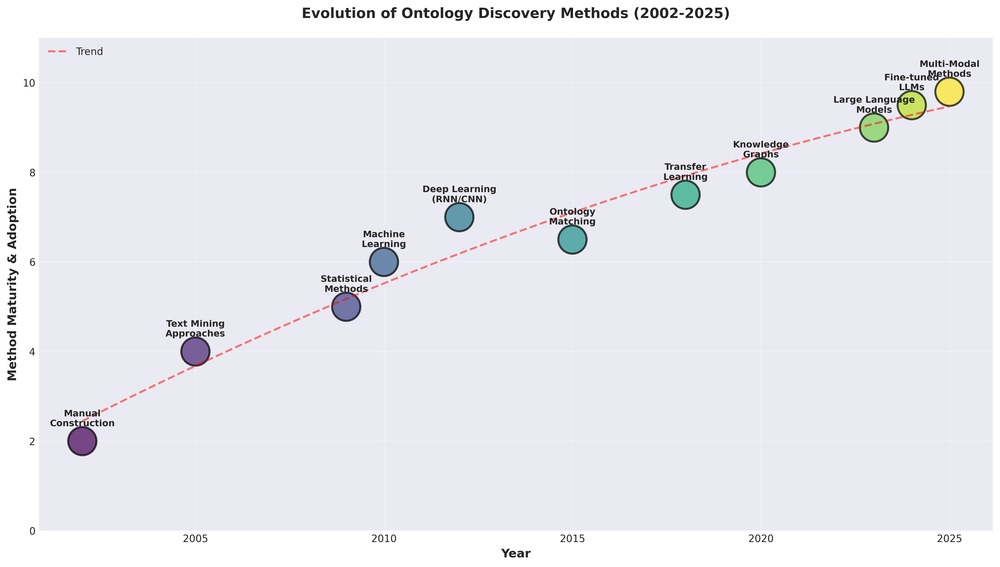 Evolution of Ontology Discovery Methods (2002-2025)
Trend
Multi-Modal
Methods
Fine-tuned
LLMs
Large Language
Models
Knowledge
Graphs
Transfer
Learning
Deep Learning
(RNN/CNN)
Ontology
Matching
Machine
Learning
Statistical
Methods
Text Mining
Approaches
Manual
Construction
Method Maturity & Adoption
10
8
6
4
2
0
2005
2010
2015
2020
2025
Year